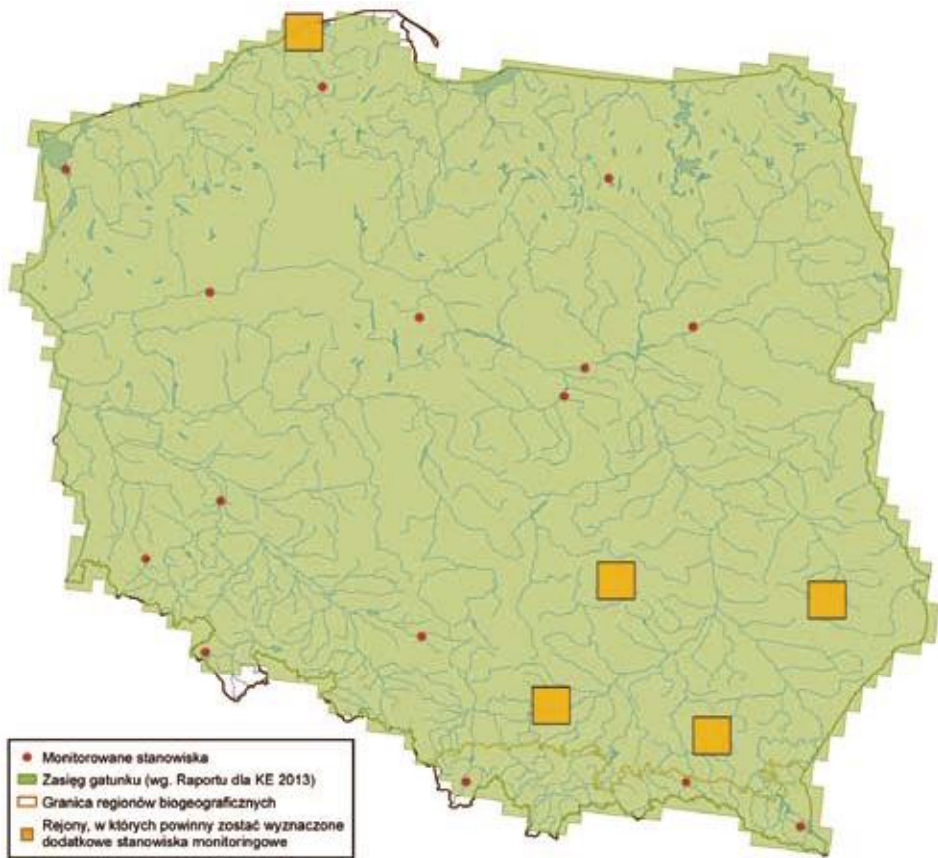 Monitorowane stanowiska
Zasięg gatunku (wg. Raportu dla KE 2013)
Granica regionów biogeograficznych
Rejony, w których powinny zostać wyznaczone
dodatkowe stanowiska monitoringowe